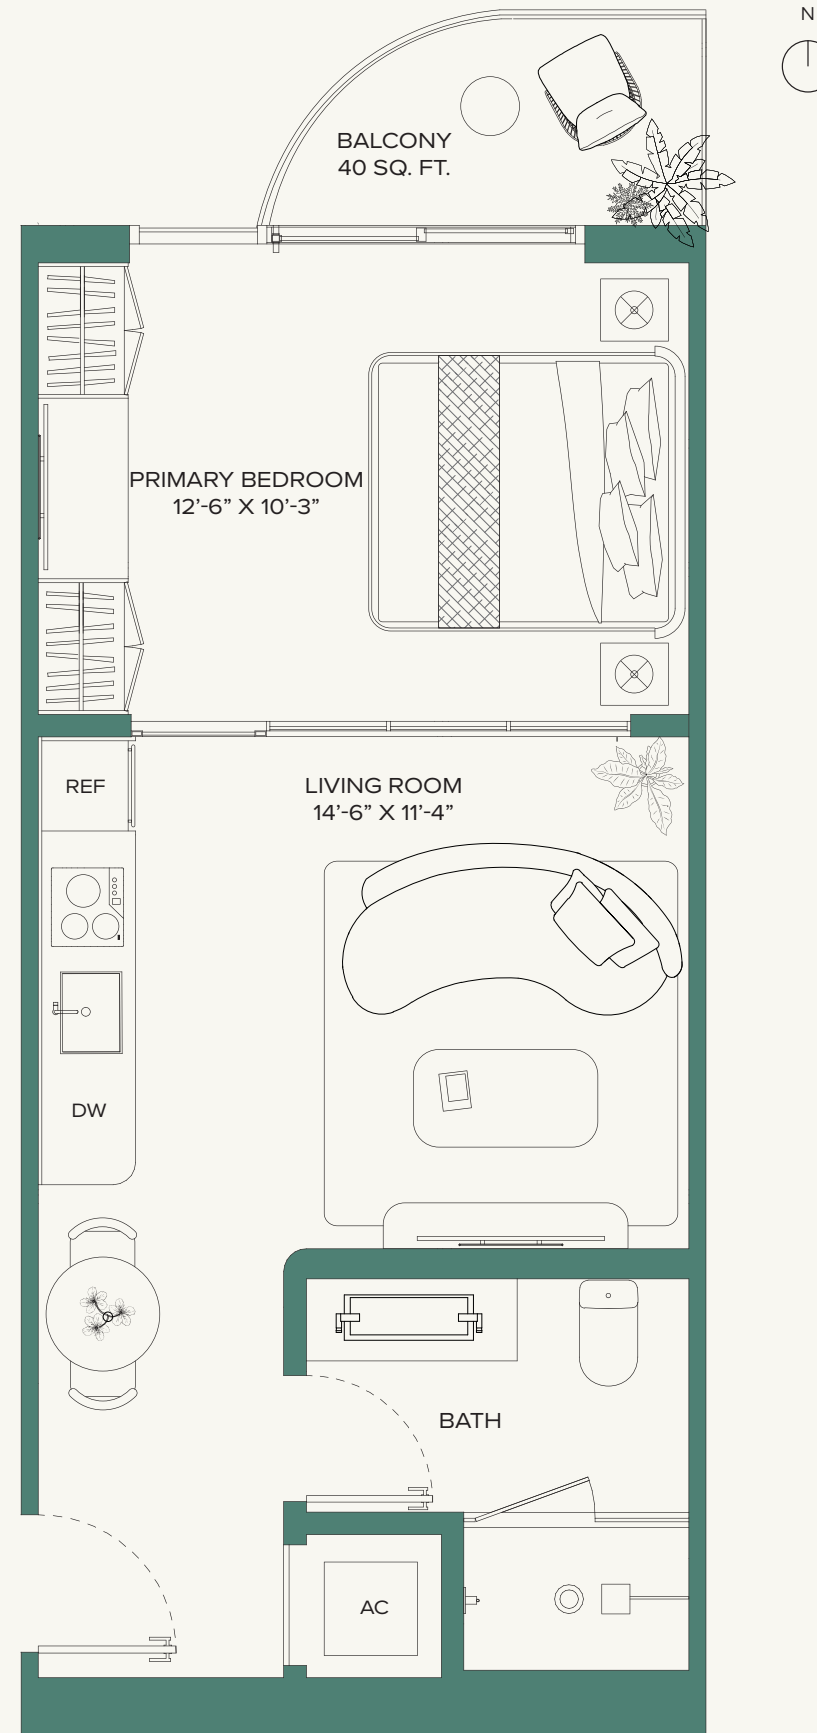 N
BALCONY
40 SQ. FT.
PRIMARY BEDROOM
12’-6” X 10’-3”
REF
LIVING ROOM
14’-6” X 11’-4”
DW
BATH
AC